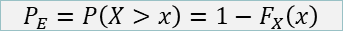 P_E = P(X > x) = 1 − F_X(x)